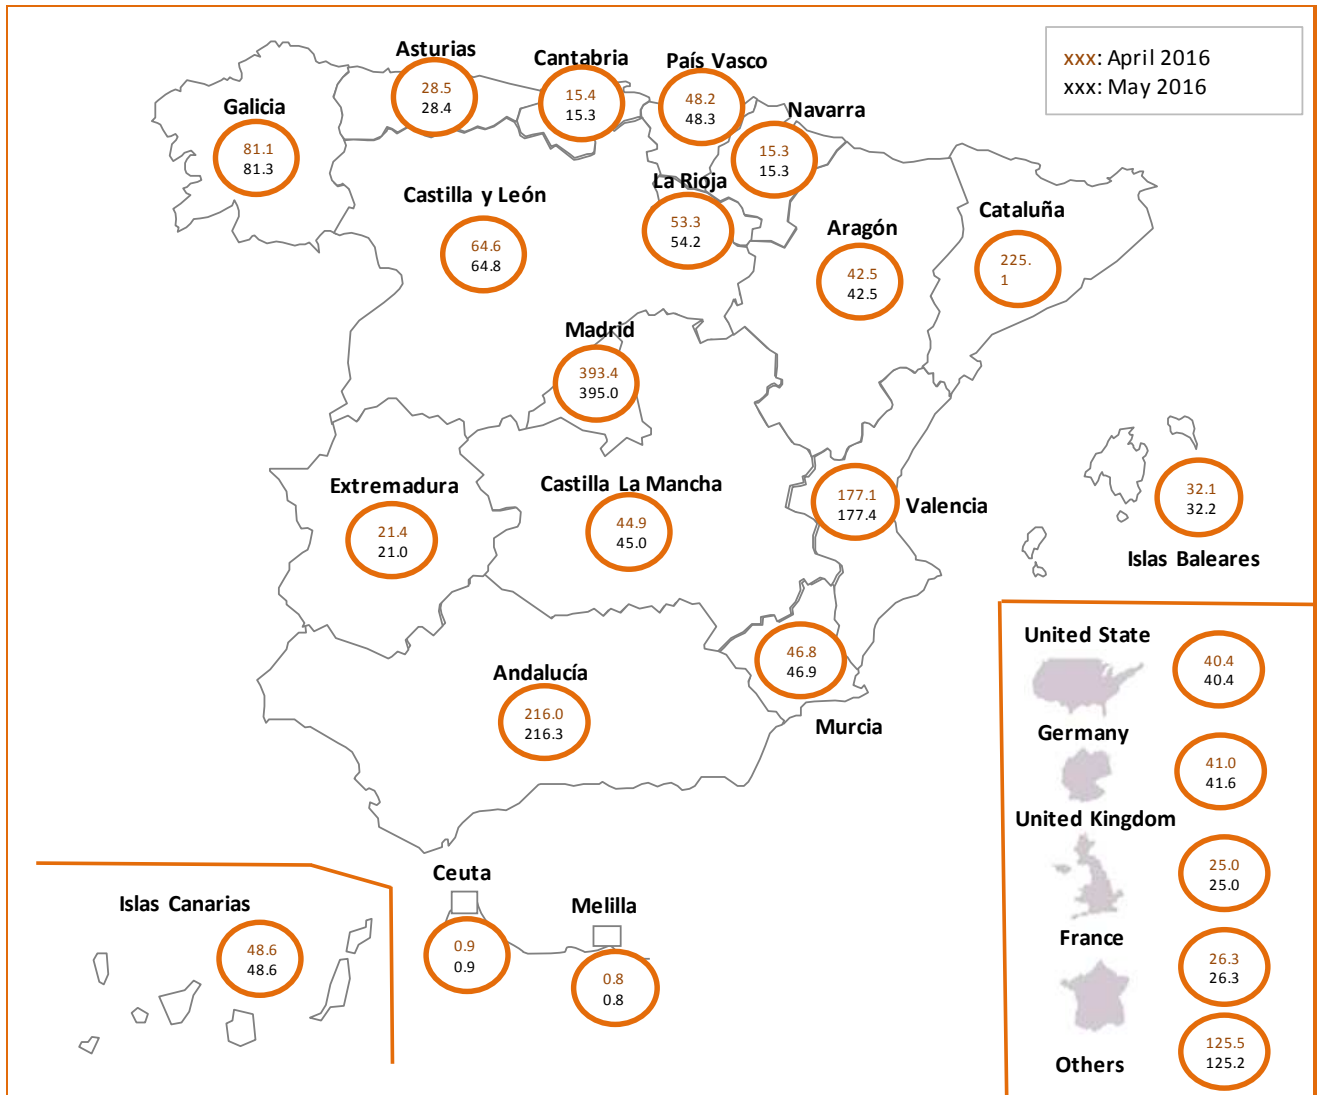 xxx: April 2016
xxx: May 2016
Asturias
28.5
28.4
Cantabria
15.4
15.3
País Vasco
48.2
48.3
Navarra
15.3
15.3
Galicia
81.1
81.3
Castilla y León
64.6
64.8
La Rioja
53.3
54.2
Aragón
42.5
42.5
Cataluña
225.
1
Madrid
393.4
395.0
Extremadura
21.4
21.0
Castilla La Mancha
44.9
45.0
177.1
177.4
Valencia
32.1
32.2
Islas Baleares
Andalucía
216.0
216.3
46.8
46.9
Murcia
United State
40.4
40.4
Germany
41.0
41.6
United Kingdom
25.0
25.0
France
26.3
26.3
Others
125.5
125.2
Islas Canarias
48.6
48.6
Ceuta
0.9
0.9
Melilla
0.8
0.8